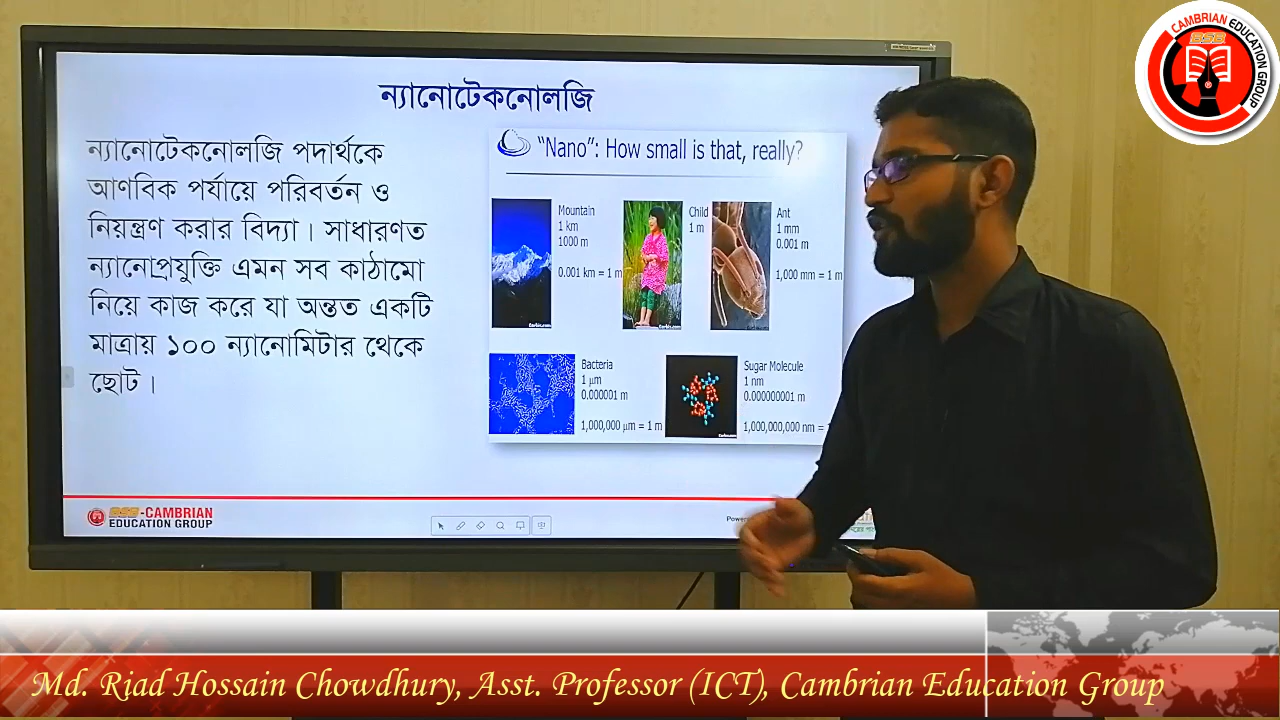 CAMBRIAN EDUCATION GROUP
BSB
ন্যানোটেকনোলজি
ন্যানোটেকনোলজি পদার্থকে
আণবিক পর্যায়ে পরিবর্তন ও
নিয়ন্ত্রণ করার বিদ্যা। সাধারণত
ন্যানোপ্রযুক্তি এমন সব কাঠামো
নিয়ে কাজ করে যা অন্তত একটি
মাত্রায় ১০০ ন্যানোমিটার থেকে
ছোট।
“Nano”: How small is that, really?
Mountain
1 km
1000 m
0.001 km = 1 m
Child
1 m
Ant
1 mm
0.001 m
1,000 mm = 1 m
Bacteria
1 μm
0.000001 m
1,000,000 μm = 1 m
Sugar Molecule
1 nm
0.000000001 m
1,000,000,000 nm =
BSB-CAMBRIAN
EDUCATION GROUP
Md. Riad Hossain Chowdhury, Asst. Professor (ICT), Cambrian Education Group